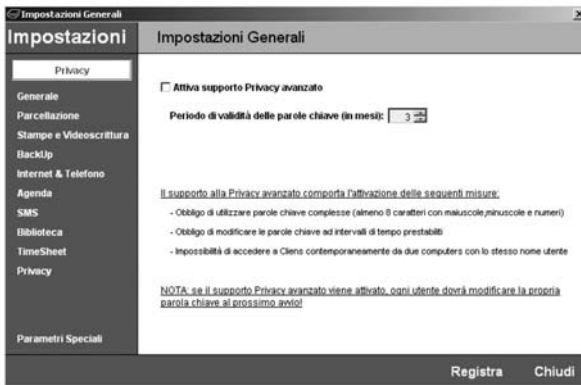 Impostazioni Generali
Impostazioni
Impostazioni Generali
Privacy
Generale
Parcellazione
Stampe e Videoscrittura
BackUp
Internet & Telefono
Agenda
SMS
Biblioteca
TimeSheet
Privacy
Parametri Speciali
Attiva supporto Privacy avanzato
Periodo di validità delle parole chiave (in mesi): 3
Il supporto alla Privacy avanzato comporta l'attivazione delle seguenti misure:
- Obbligo di utilizzare parole chiave complesse (almeno 8 caratteri con maiuscole,minuscole e numeri)
- Obbligo di modificare le parole chiave ad intervalli di tempo prestabiliti
- Impossibilità di accedere a Cliens contemporaneamente da due computers con lo stesso nome utente
NOTA: se il supporto Privacy avanzato viene attivato, ogni utente dovrà modificare la propria
parola chiave al prossimo avvio!
Registra
Chiudi